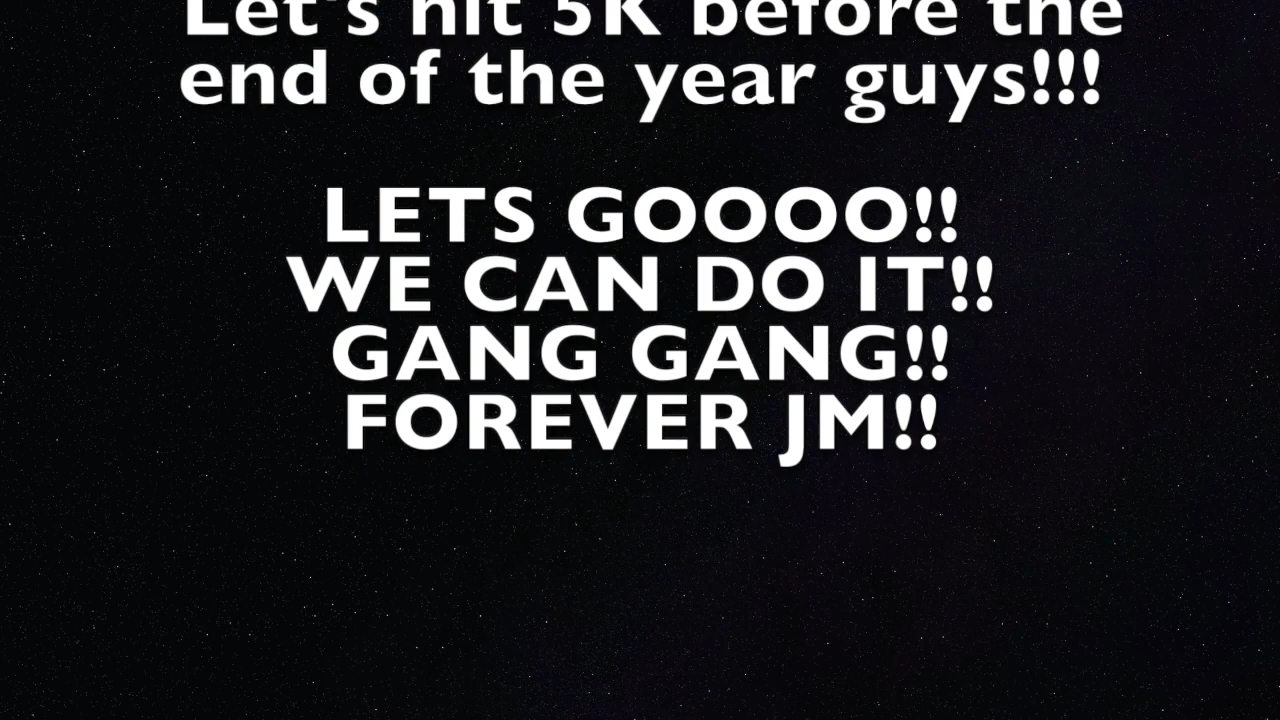 Let's hit 5K before the
end of the year guys!!!
LETS GOOOO!!
WE CAN DO IT!!
GANG GANG!!
FOREVER JM!!